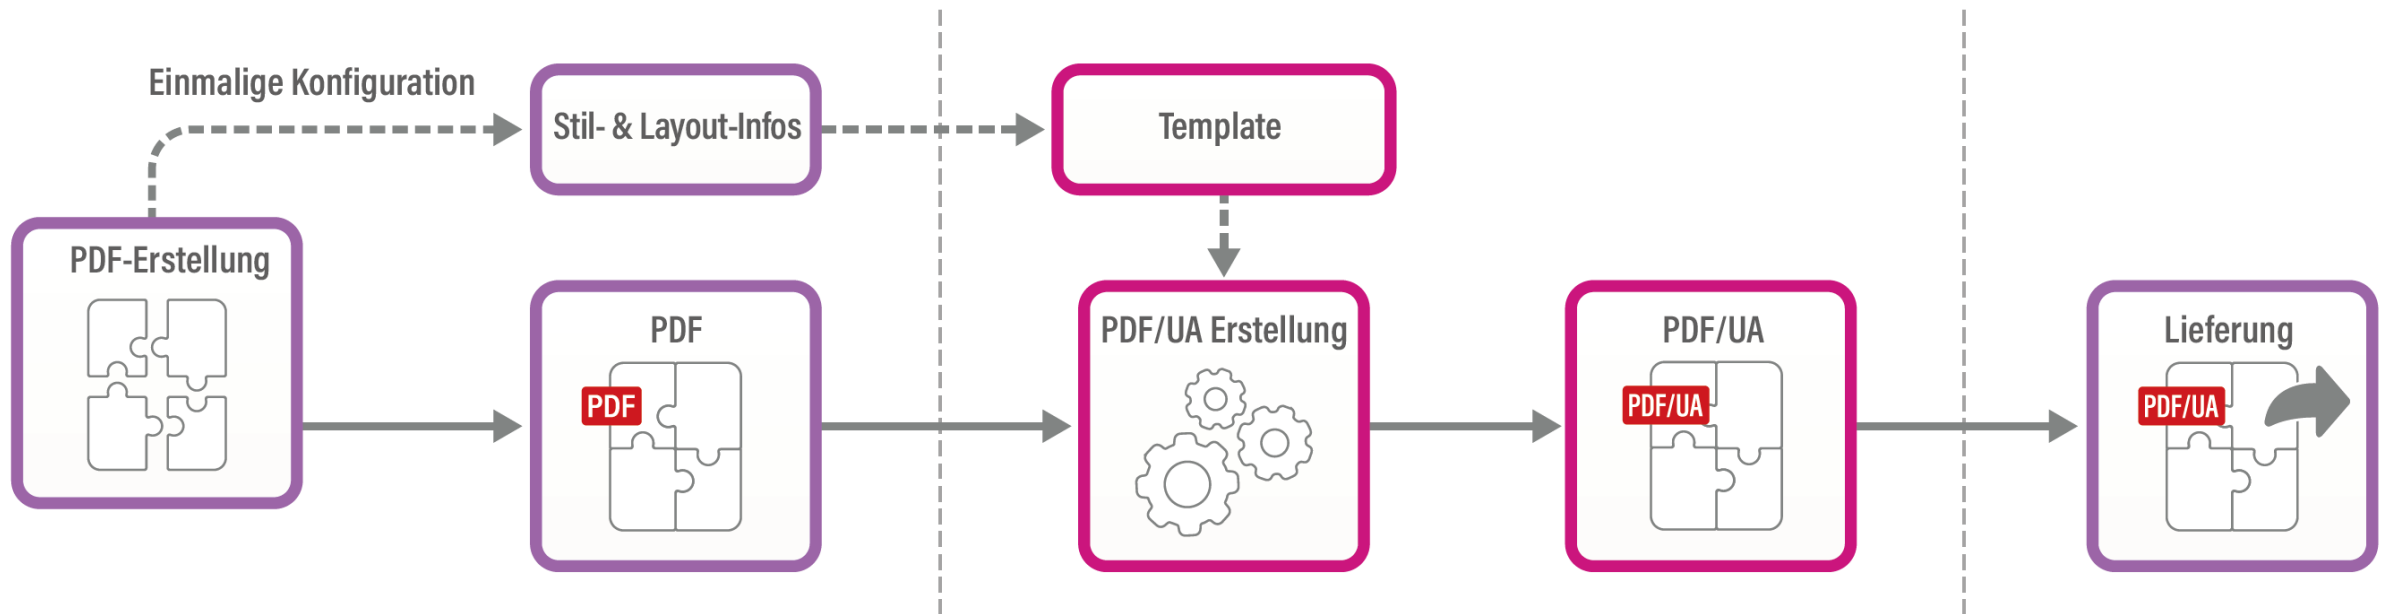 Einmalige Konfiguration
Stil- & Layout-Infos
Template
PDF-Erstellung
PDF
PDF
PDF/UA Erstellung
PDF/UA
PDF/UA
Lieferung
PDF/UA